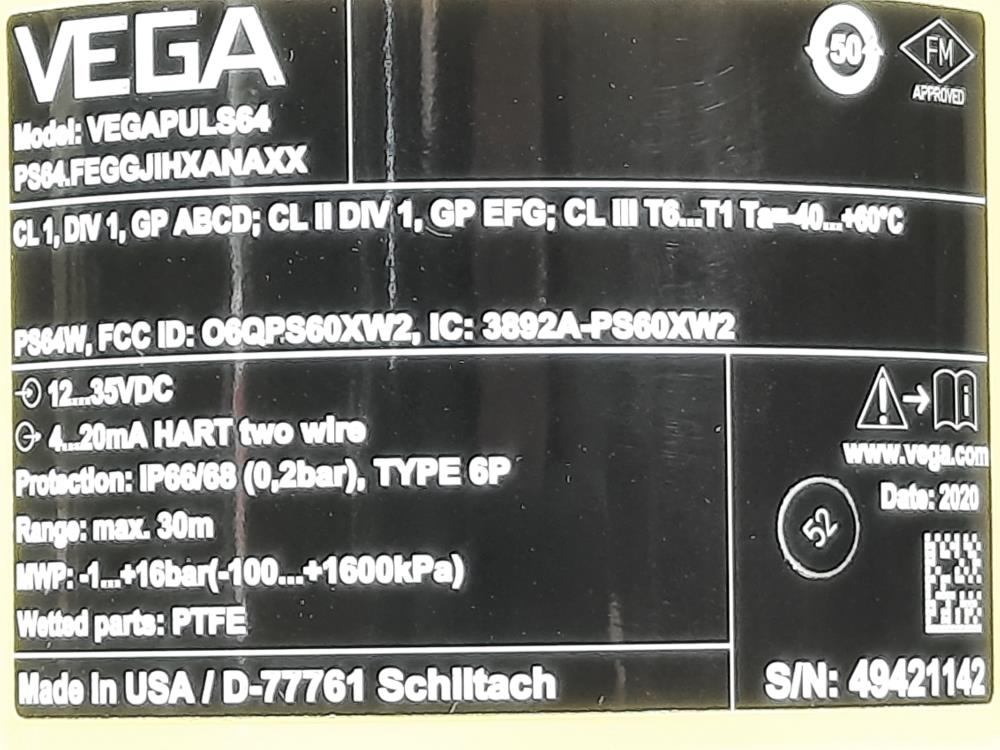 VEGA
50
FM
APPROVED
Model: VEGAPULS64
PS64.FEGGJIHXANAXX
CL 1, DIV 1, GP ABCD; CL II DIV 1, GP EFG; CL III T6...T1 Ta=-40...+60°C
PS64W, FCC ID: O6QPS60XW2, IC: 3892A-PS60XW2
12...35VDC
4...20mA HART two wire
Protection: IP66/68 (0,2bar), TYPE 6P
Range: max. 30m
MWP: -1...+16bar(-100...+1600kPa)
Wetted parts: PTFE
www.vega.com
Date: 2020
52
Made in USA / D-77761 Schiltach
S/N: 49421142